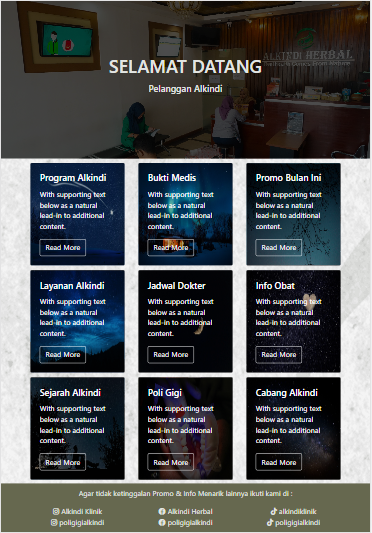 ALKINDI HERBAL
SELAMAT DATANG
Pelanggan Alkindi
Program Alkindi
With supporting text
below as a natural
lead-in to additional
content.
Read More
Bukti Medis
With supporting text
below as a natural
lead-in to additional
content.
Read More
Promo Bulan Ini
With supporting text
below as a natural
lead-in to additional
content.
Read More
Layanan Alkindi
With supporting text
below as a natural
lead-in to additional
content.
Read More
Jadwal Dokter
With supporting text
below as a natural
lead-in to additional
content.
Read More
Info Obat
With supporting text
below as a natural
lead-in to additional
content.
Read More
Sejarah Alkindi
With supporting text
below as a natural
lead-in to additional
content.
Read More
Poli Gigi
With supporting text
below as a natural
lead-in to additional
content.
Read More
Cabang Alkindi
With supporting text
below as a natural
lead-in to additional
content.
Read More
Agar tidak ketinggalan Promo & Info Menarik lainnya ikuti kami di :
Alkindi Klinik
Alkindi Herbal
alkindiklinik
poligigialkindi
poligigialkindi
poligigialkindi